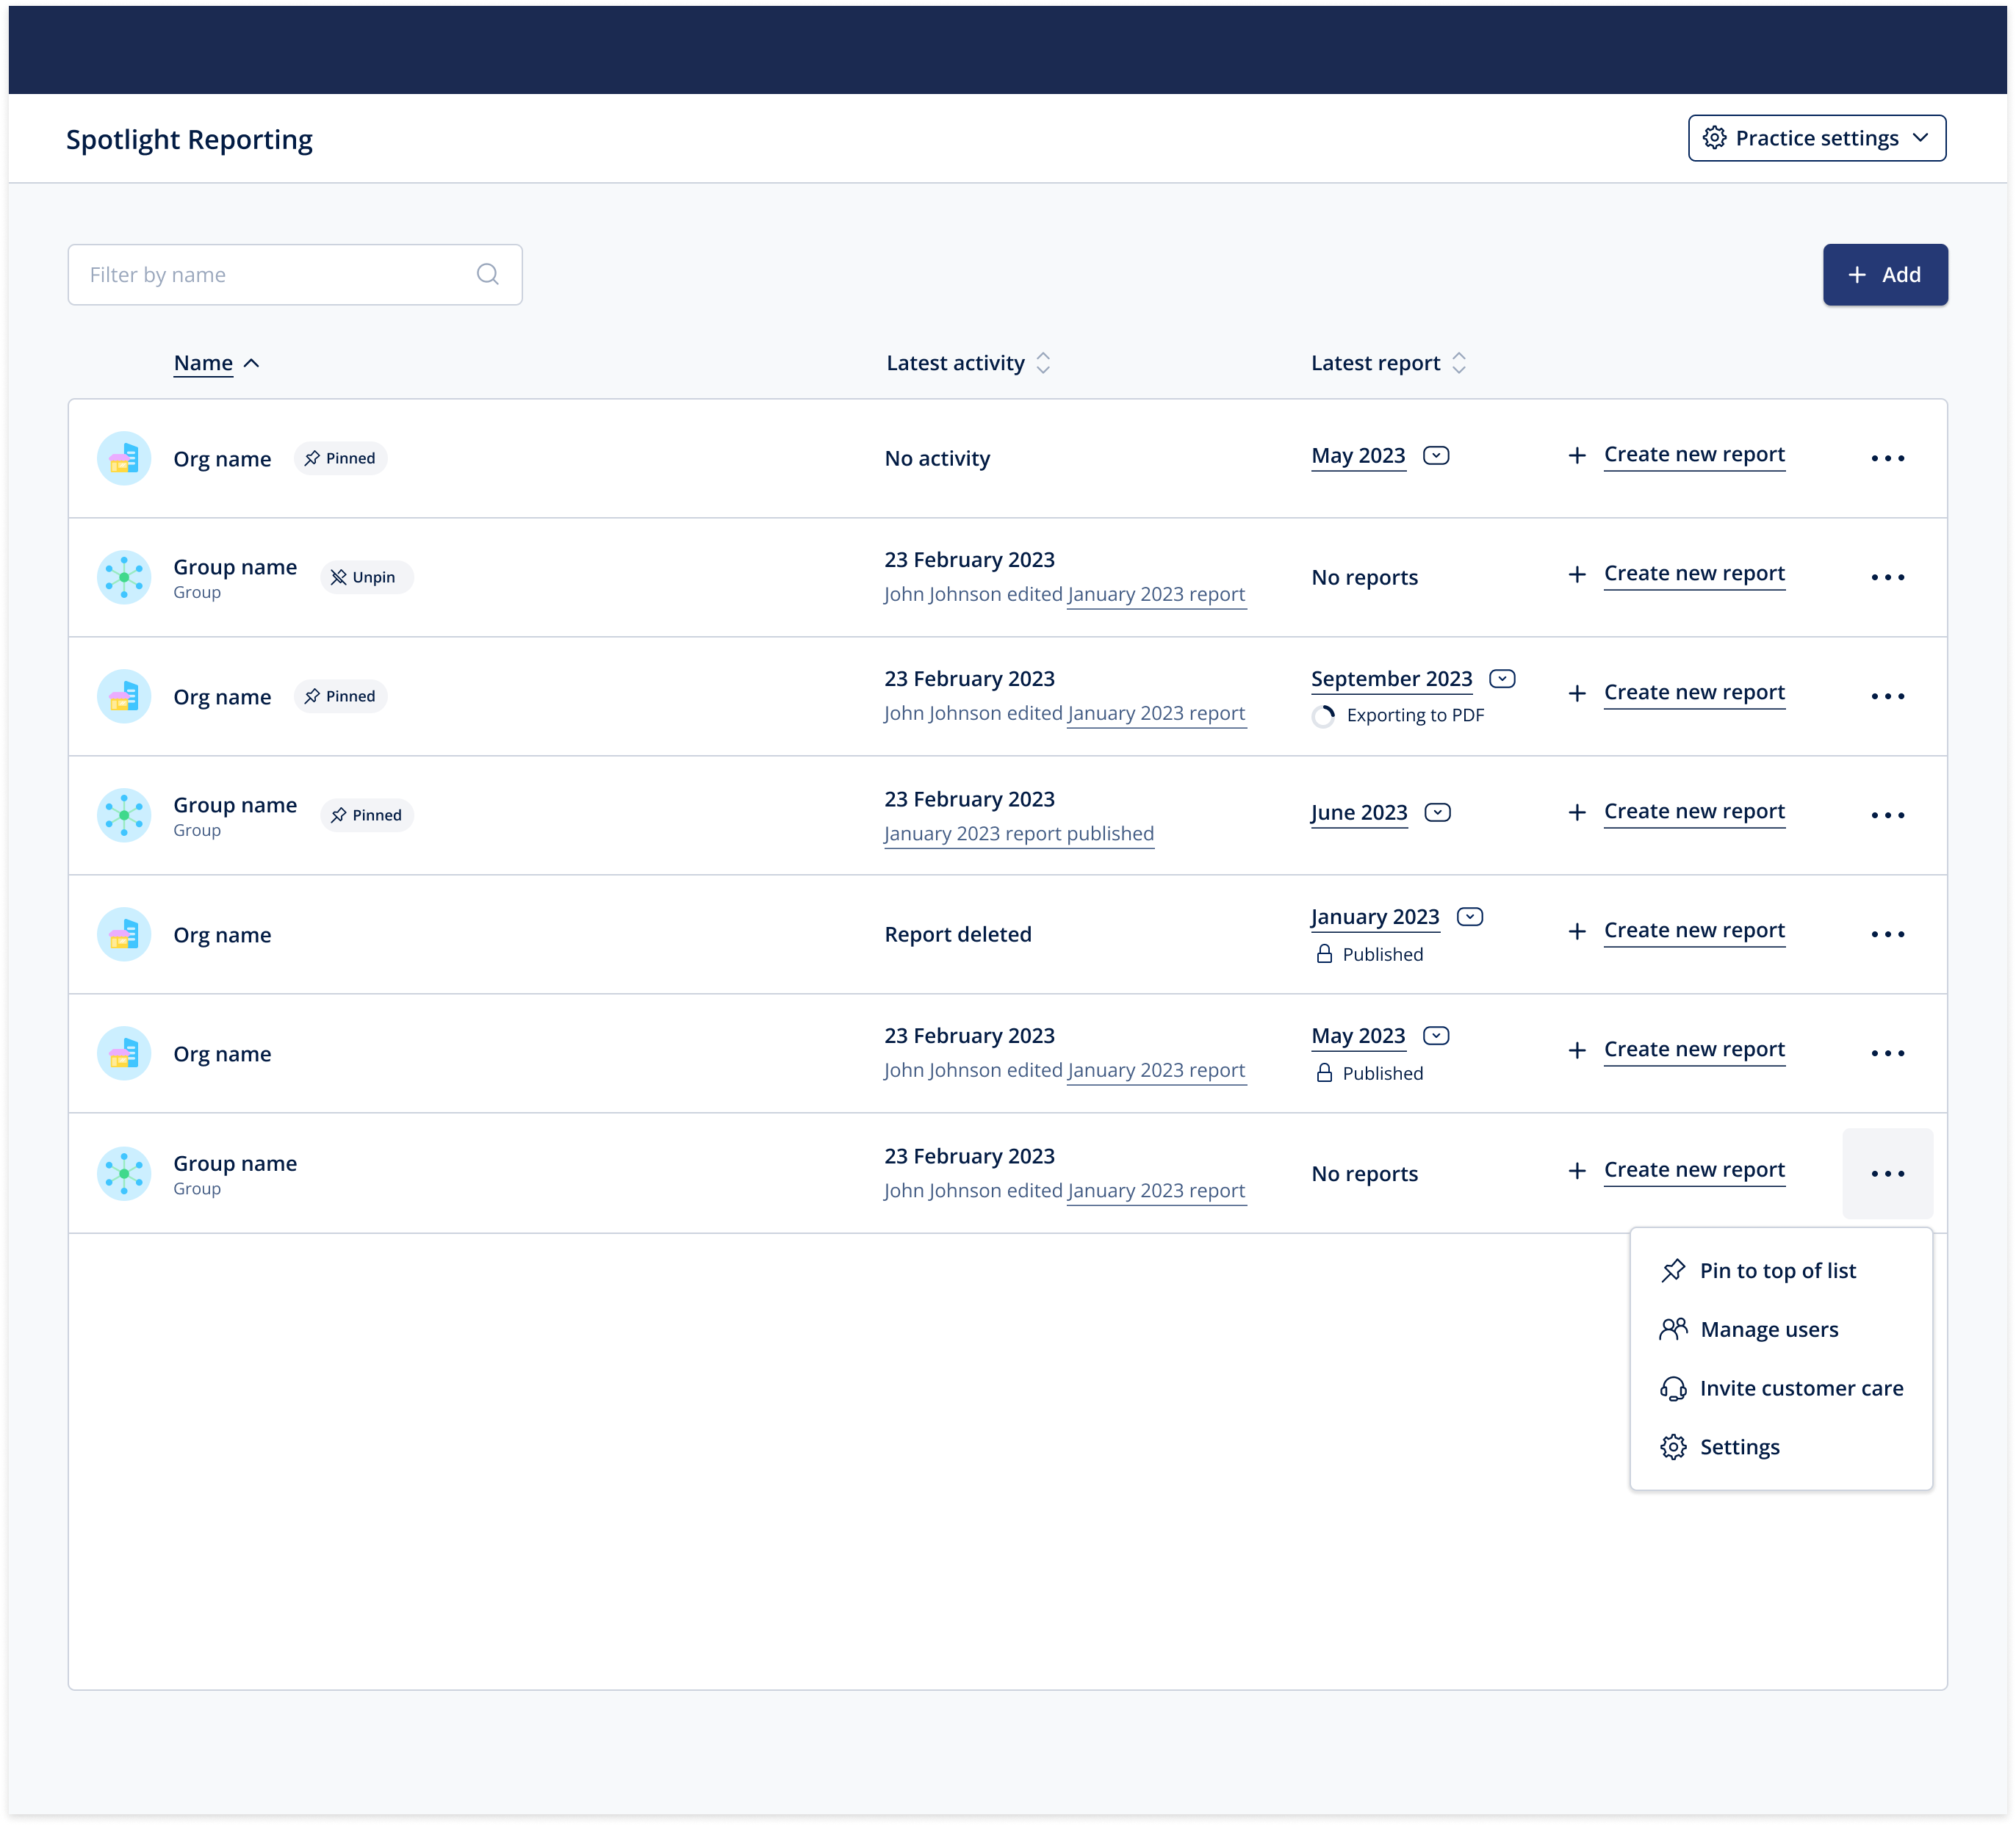 Spotlight Reporting
Practice settings
Filter by name
Add
Name
Latest activity
Latest report
Org name
Pinned
No activity
May 2023
Create new report
Group name
Group
Unpin
23 February 2023
John Johnson edited January 2023 report
No reports
Create new report
Org name
Pinned
23 February 2023
John Johnson edited January 2023 report
September 2023
Exporting to PDF
Create new report
Group name
Group
Pinned
23 February 2023
January 2023 report published
June 2023
Create new report
Org name
Report deleted
January 2023
Published
Create new report
Org name
23 February 2023
John Johnson edited January 2023 report
May 2023
Published
Create new report
Group name
Group
23 February 2023
John Johnson edited January 2023 report
No reports
Create new report
Pin to top of list
Manage users
Invite customer care
Settings